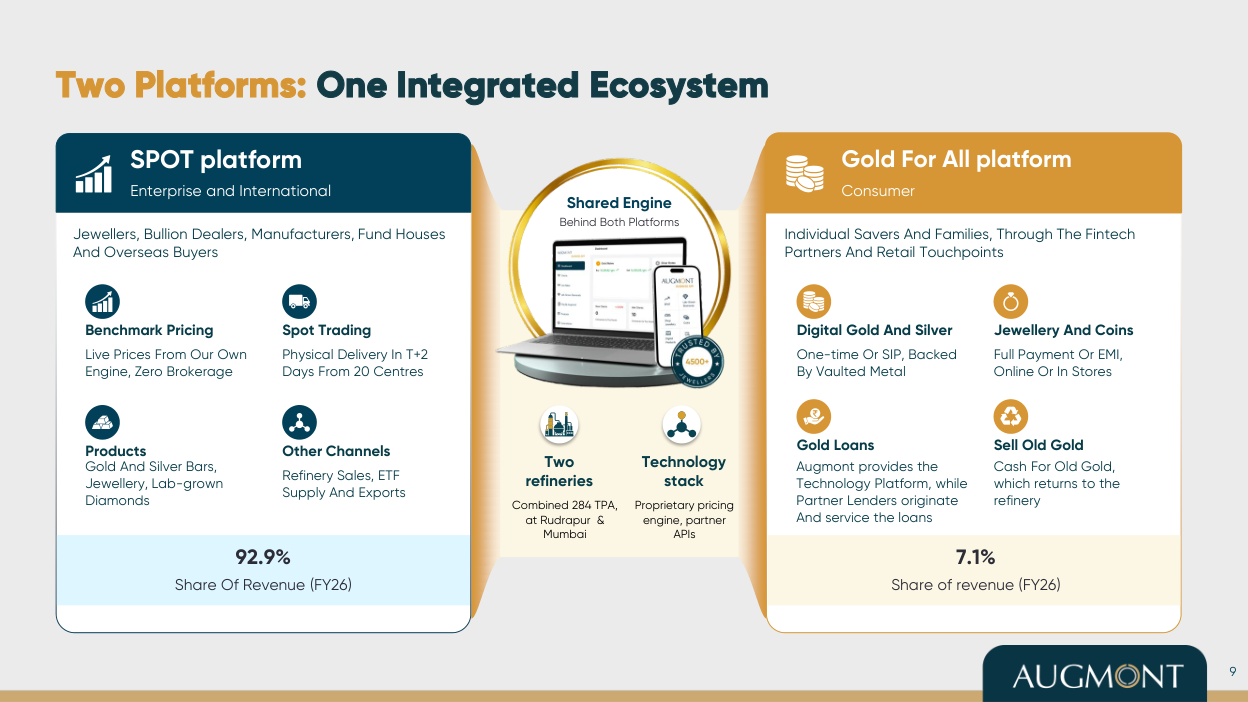 Two Platforms: One Integrated Ecosystem
SPOT platform
Enterprise and International
Jewellers, Bullion Dealers, Manufacturers, Fund Houses
And Overseas Buyers
Benchmark Pricing
Live Prices From Our Own
Engine, Zero Brokerage
Spot Trading
Physical Delivery In T+2
Days From 20 Centres
Products
Gold And Silver Bars,
Jewellery, Lab-grown
Diamonds
Other Channels
Refinery Sales, ETF
Supply And Exports
92.9%
Share Of Revenue (FY26)
Shared Engine
Behind Both Platforms
AUGMONT
TRUSTED BY
4500+
JEWELLERS
Two
refineries
Combined 284 TPA,
at Rudrapur &
Mumbai
Technology
stack
Proprietary pricing
engine, partner
APIs
Gold For All platform
Consumer
Individual Savers And Families, Through The Fintech
Partners And Retail Touchpoints
Digital Gold And Silver
One-time Or SIP, Backed
By Vaulted Metal
Jewellery And Coins
Full Payment Or EMI,
Online Or In Stores
Gold Loans
Augmont provides the
Technology Platform, while
Partner Lenders originate
And service the loans
Sell Old Gold
Cash For Old Gold,
which returns to the
refinery
7.1%
Share of revenue (FY26)
AUGMONT
9